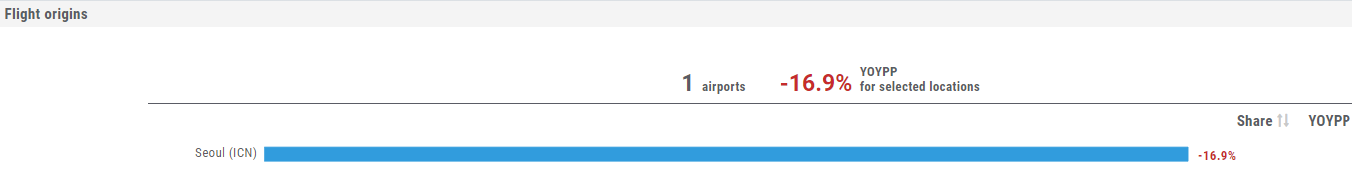 Flight origins
1 airports -16.9% YOYPP
for selected locations
Share YOYPP
Seoul (ICN) -16.9%